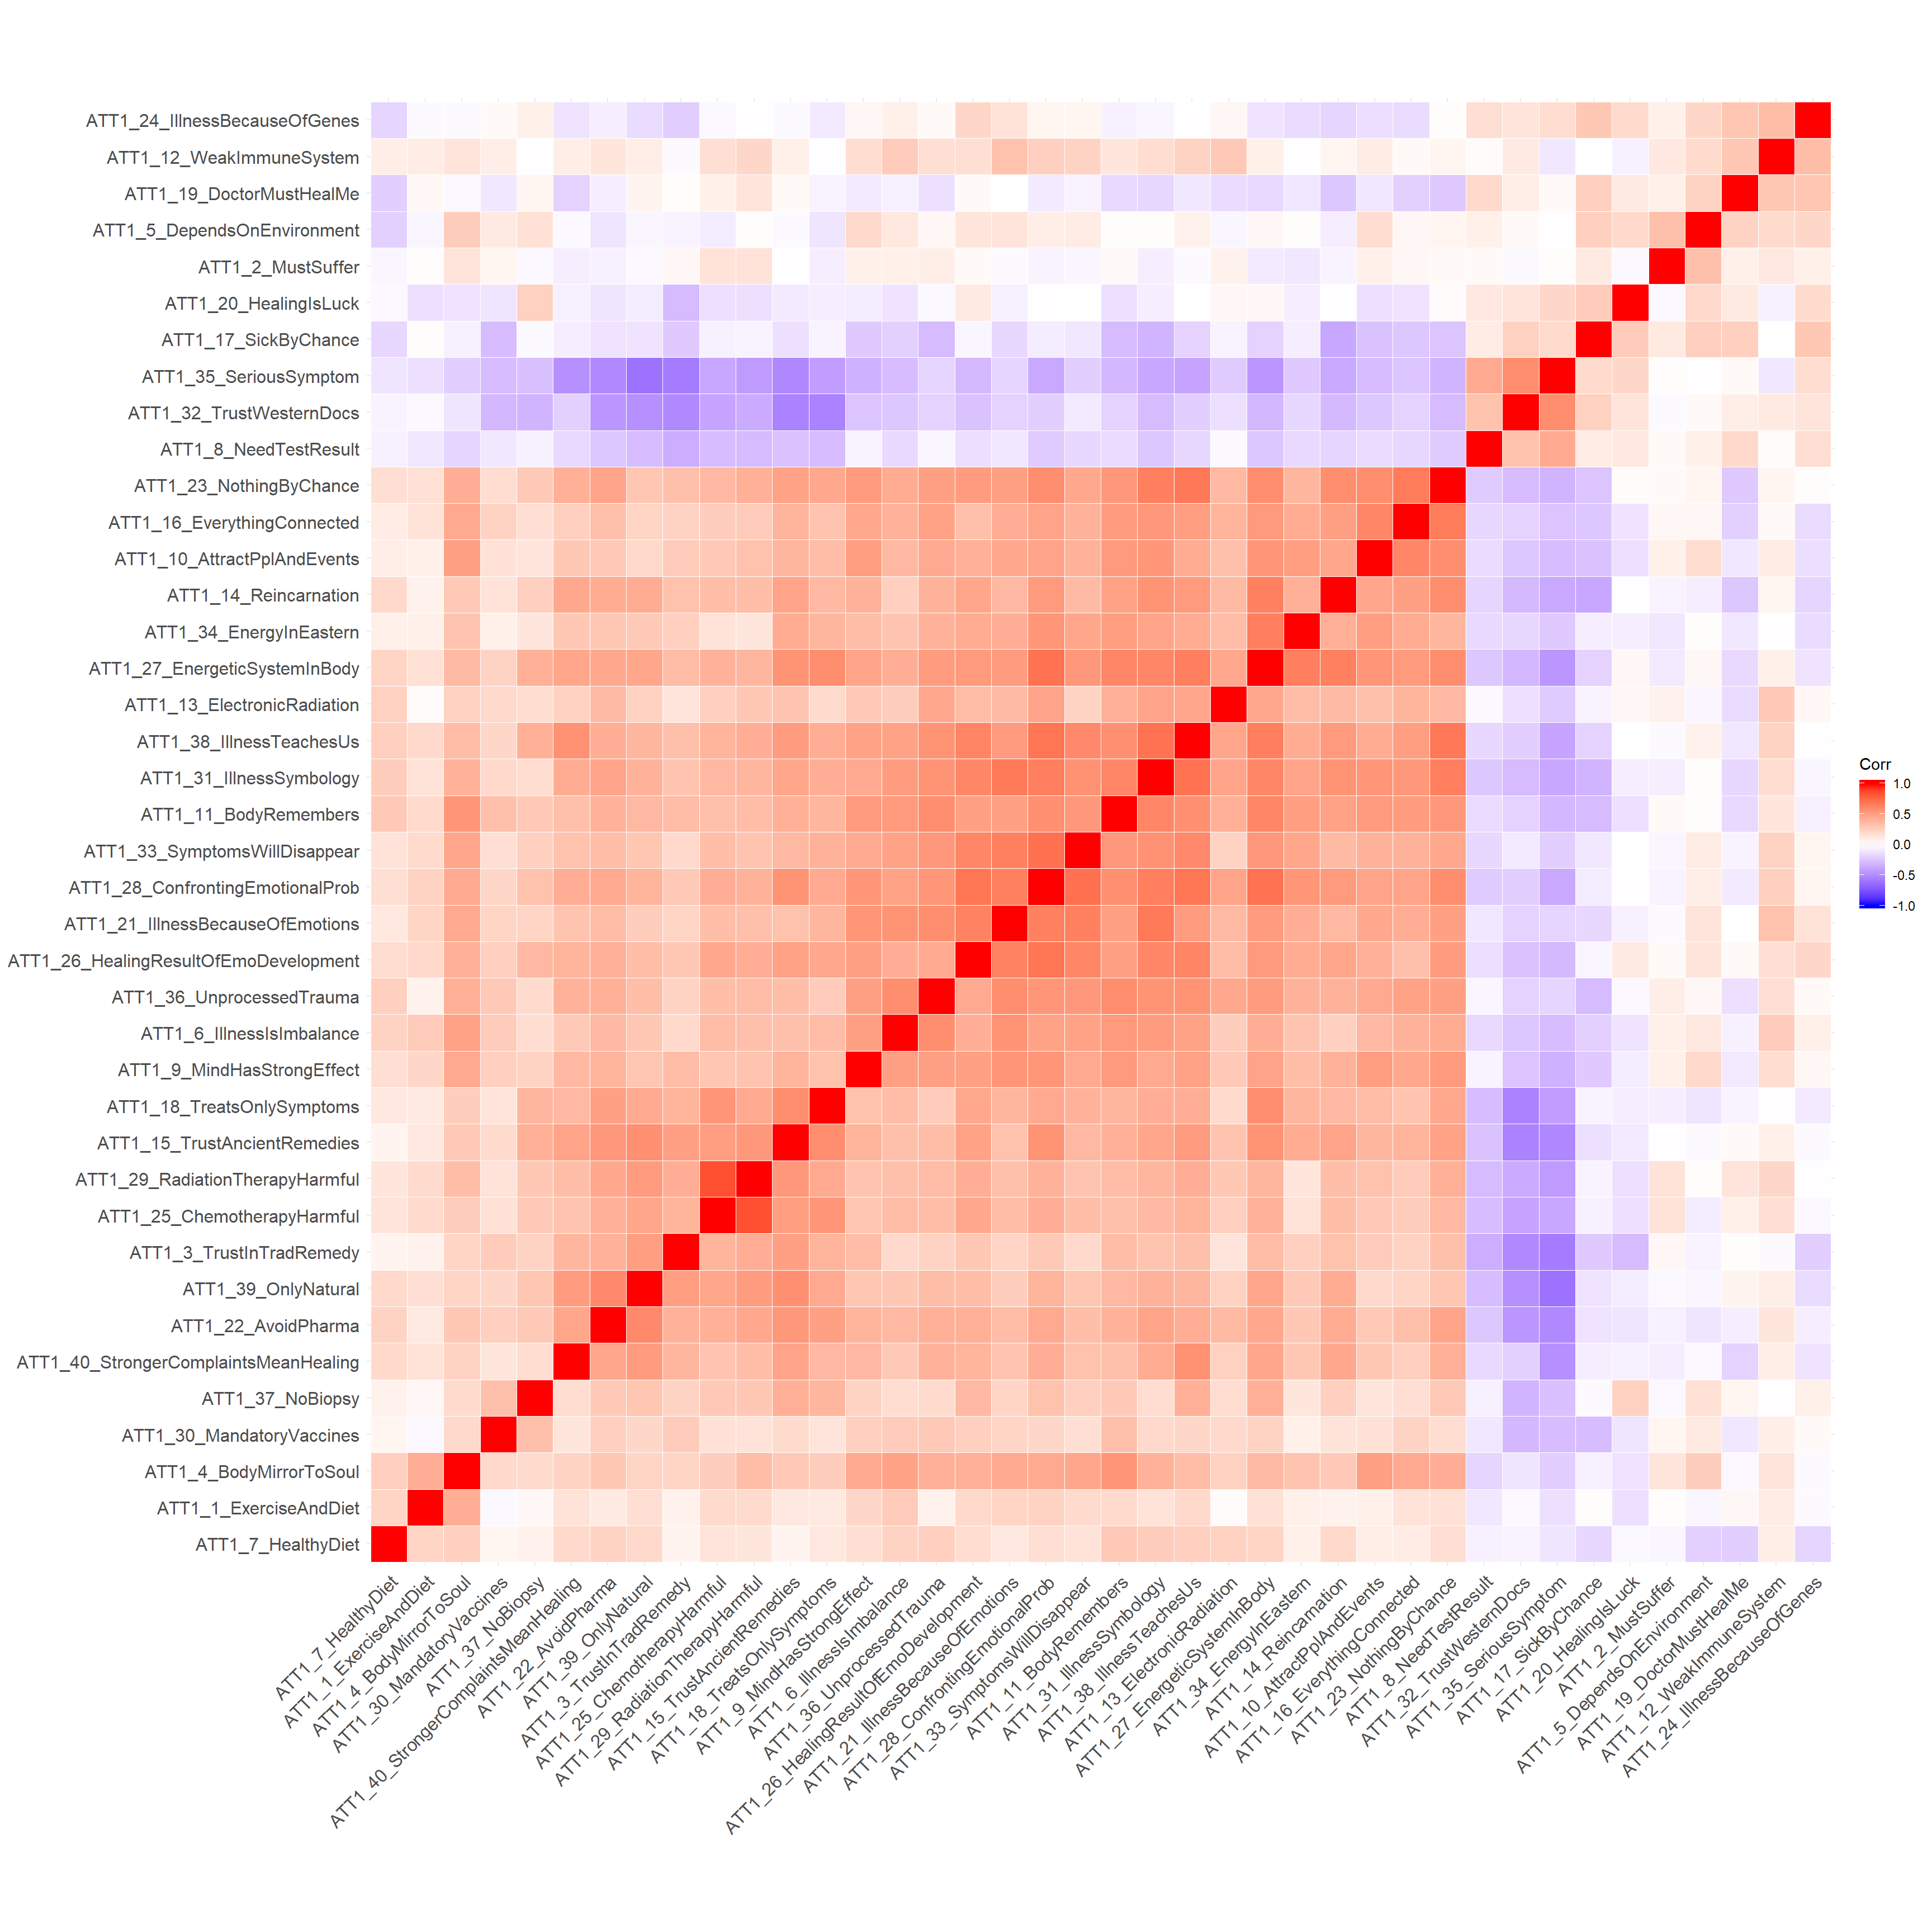 ATT1_24_IllnessBecauseOfGenes
ATT1_12_WeakImmuneSystem
ATT1_19_DoctorMustHealMe
ATT1_5_DependsOnEnvironment
ATT1_2_MustSuffer
ATT1_20_HealingIsLuck
ATT1_17_SickByChance
ATT1_35_SeriousSymptom
ATT1_32_TrustWesternDocs
ATT1_8_NeedTestResult
ATT1_23_NothingByChance
ATT1_16_EverythingConnected
ATT1_10_AttractPplAndEvents
ATT1_14_Reincarnation
ATT1_34_EnergyInEastern
ATT1_27_EnergeticSystemInBody
ATT1_13_ElectronicRadiation
ATT1_38_IllnessTeachesUs
ATT1_31_IllnessSymbology
ATT1_11_BodyRemembers
ATT1_33_SymptomsWillDisappear
ATT1_28_ConfrontingEmotionalProb
ATT1_21_IllnessBecauseOfEmotions
ATT1_26_HealingResultOfEmoDevelopment
ATT1_36_UnprocessedTrauma
ATT1_6_IllnessIsImbalance
ATT1_9_MindHasStrongEffect
ATT1_18_TreatsOnlySymptoms
ATT1_15_TrustAncientRemedies
ATT1_29_RadiationTherapyHarmful
ATT1_25_ChemotherapyHarmful
ATT1_3_TrustInTradRemedy
ATT1_39_OnlyNatural
ATT1_22_AvoidPharma
ATT1_40_StrongerComplaintsMeanHealing
ATT1_37_NoBiopsy
ATT1_30_MandatoryVaccines
ATT1_4_BodyMirrorToSoul
ATT1_1_ExerciseAndDiet
ATT1_7_HealthyDiet
ATT1_7_HealthyDiet
ATT1_1_ExerciseAndDiet
ATT1_4_BodyMirrorToSoul
ATT1_30_MandatoryVaccines
ATT1_37_NoBiopsy
ATT1_40_StrongerComplaintsMeanHealing
ATT1_22_AvoidPharma
ATT1_39_OnlyNatural
ATT1_3_TrustInTradRemedy
ATT1_25_ChemotherapyHarmful
ATT1_29_RadiationTherapyHarmful
ATT1_15_TrustAncientRemedies
ATT1_18_TreatsOnlySymptoms
ATT1_9_MindHasStrongEffect
ATT1_6_IllnessIsImbalance
ATT1_36_UnprocessedTrauma
ATT1_26_HealingResultOfEmoDevelopment
ATT1_21_IllnessBecauseOfEmotions
ATT1_28_ConfrontingEmotionalProb
ATT1_33_SymptomsWillDisappear
ATT1_11_BodyRemembers
ATT1_31_IllnessSymbology
ATT1_38_IllnessTeachesUs
ATT1_13_ElectronicRadiation
ATT1_27_EnergeticSystemInBody
ATT1_34_EnergyInEastern
ATT1_14_Reincarnation
ATT1_10_AttractPplAndEvents
ATT1_16_EverythingConnected
ATT1_23_NothingByChance
ATT1_8_NeedTestResult
ATT1_32_TrustWesternDocs
ATT1_35_SeriousSymptom
ATT1_17_SickByChance
ATT1_20_HealingIsLuck
ATT1_2_MustSuffer
ATT1_5_DependsOnEnvironment
ATT1_19_DoctorMustHealMe
ATT1_12_WeakImmuneSystem
ATT1_24_IllnessBecauseOfGenes
Corr
1.0
0.5
0.0
-0.5
-1.0